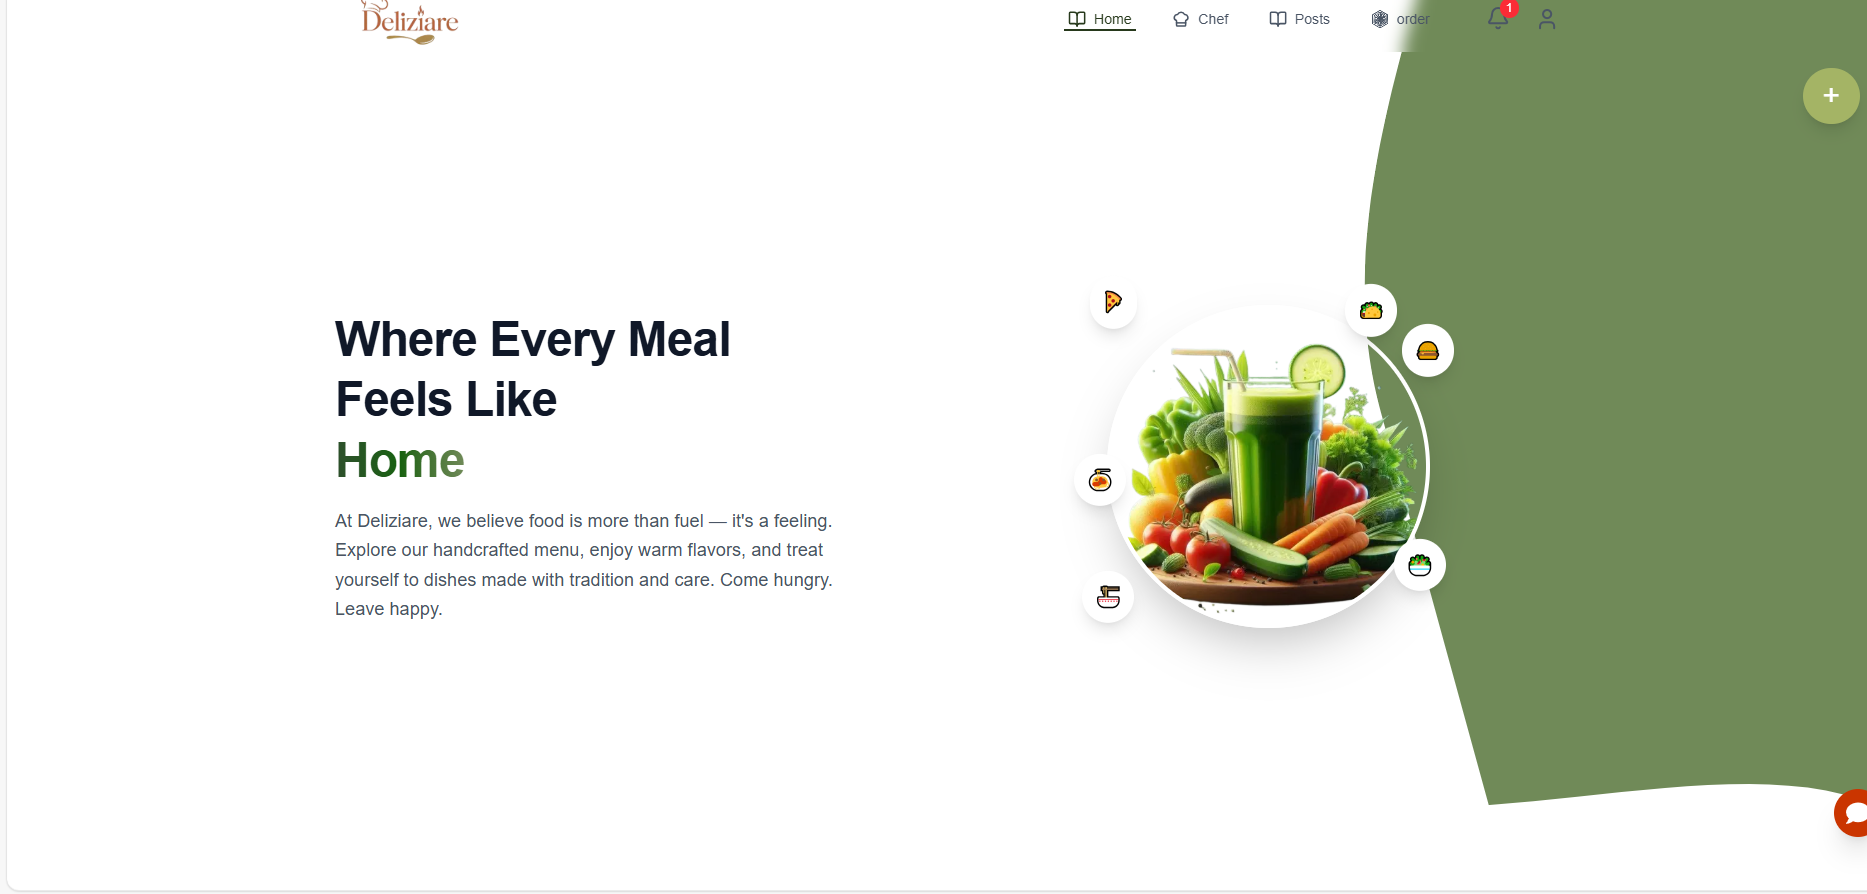 Deliziare
Home
Chef
Posts
order
1
+
Where Every Meal
Feels Like
Home
At Deliziare, we believe food is more than fuel — it's a feeling.
Explore our handcrafted menu, enjoy warm flavors, and treat
yourself to dishes made with tradition and care. Come hungry.
Leave happy.